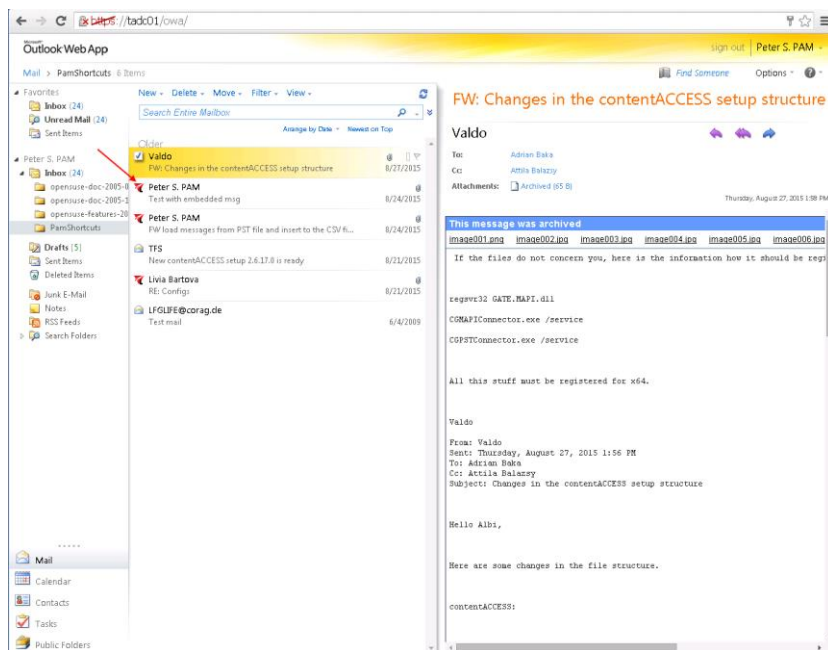 https://tadc01/owa/
Microsoft
Outlook Web App
sign out Peter S. PAM
Mail > PamShortcuts 6 Items
Find Someone Options
Favorites
Inbox (24)
Unread Mail (24)
Sent Items
Peter S. PAM
Inbox (24)
opensuse-doc-2005-0
opensuse-doc-2005-1
opensuse-features-20
PamShortcuts
Drafts [5]
Sent Items
Deleted Items
Junk E-Mail
Notes
RSS Feeds
Search Folders
Mail
Calendar
Contacts
Tasks
Public Folders
New Delete Move Filter View
Search Entire Mailbox
Arrange by Date Newest on Top
Older
Valdo
FW: Changes in the contentACCESS setup structure 8/27/2015
Peter S. PAM
Test with embedded msg 8/24/2015
Peter S. PAM
FW load messages from PST file and insert to the CSV fi... 8/24/2015
TFS
New contentACCESS setup 2.6.17.0 is ready 8/21/2015
Livia Bartova
RE: Configs 8/21/2015
LFGLIFE@corag.de
Test mail 6/4/2009
FW: Changes in the contentACCESS setup structure
Valdo
To: Adrian Baka
Cc: Attila Balazsy
Attachments: Archived (65 B)
Thursday, August 27, 2015 1:58 PM
This message was archived
image001.png image002.jpg image003.jpg image004.jpg image005.jpg image006.jpg
If the files do not concern you, here is the information how it should be regi
regsvr32 GATE.MAPI.dll
CGMAPIConnector.exe /service
CGPSTConnector.exe /service
All this stuff must be registered for x64.
Valdo
From: Valdo
Sent: Thursday, August 27, 2015 1:56 PM
To: Adrian Baka
Cc: Attila Balazsy
Subject: Changes in the contentACCESS setup structure
Hello Albi,
Here are some changes in the file structure.
contentACCESS: